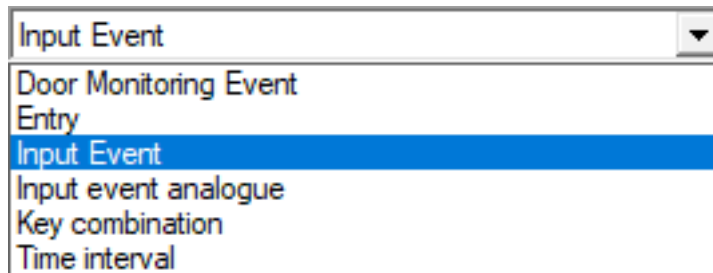 Input Event
Door Monitoring Event
Entry
Input Event
Input event analogue
Key combination
Time interval